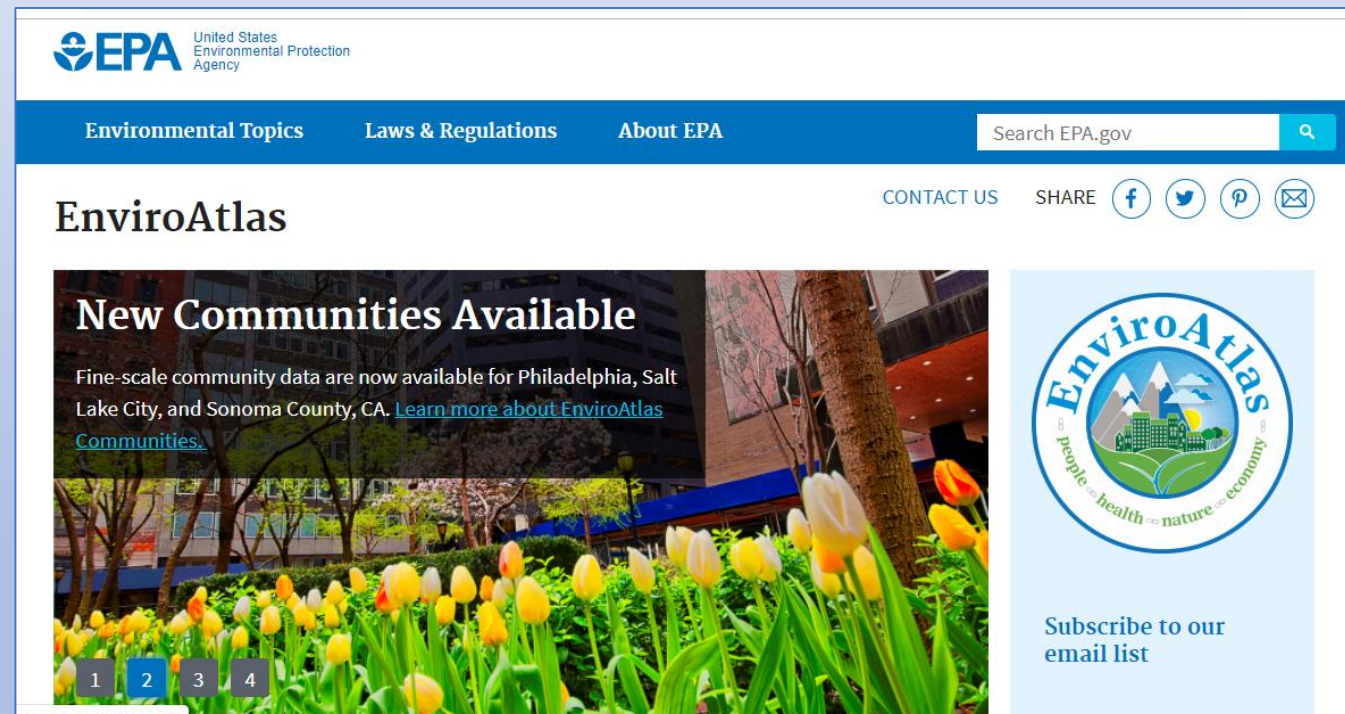 EPA
United States
Environmental Protection
Agency
Environmental Topics
Laws & Regulations
About EPA
Search EPA.gov
EnviroAtlas
CONTACT US
SHARE
New Communities Available
Fine-scale community data are now available for Philadelphia, Salt
Lake City, and Sonoma County, CA. Learn more about EnviroAtlas
Communities.
1 2 3 4
EnviroAtlas
people health nature economy
Subscribe to our
email list